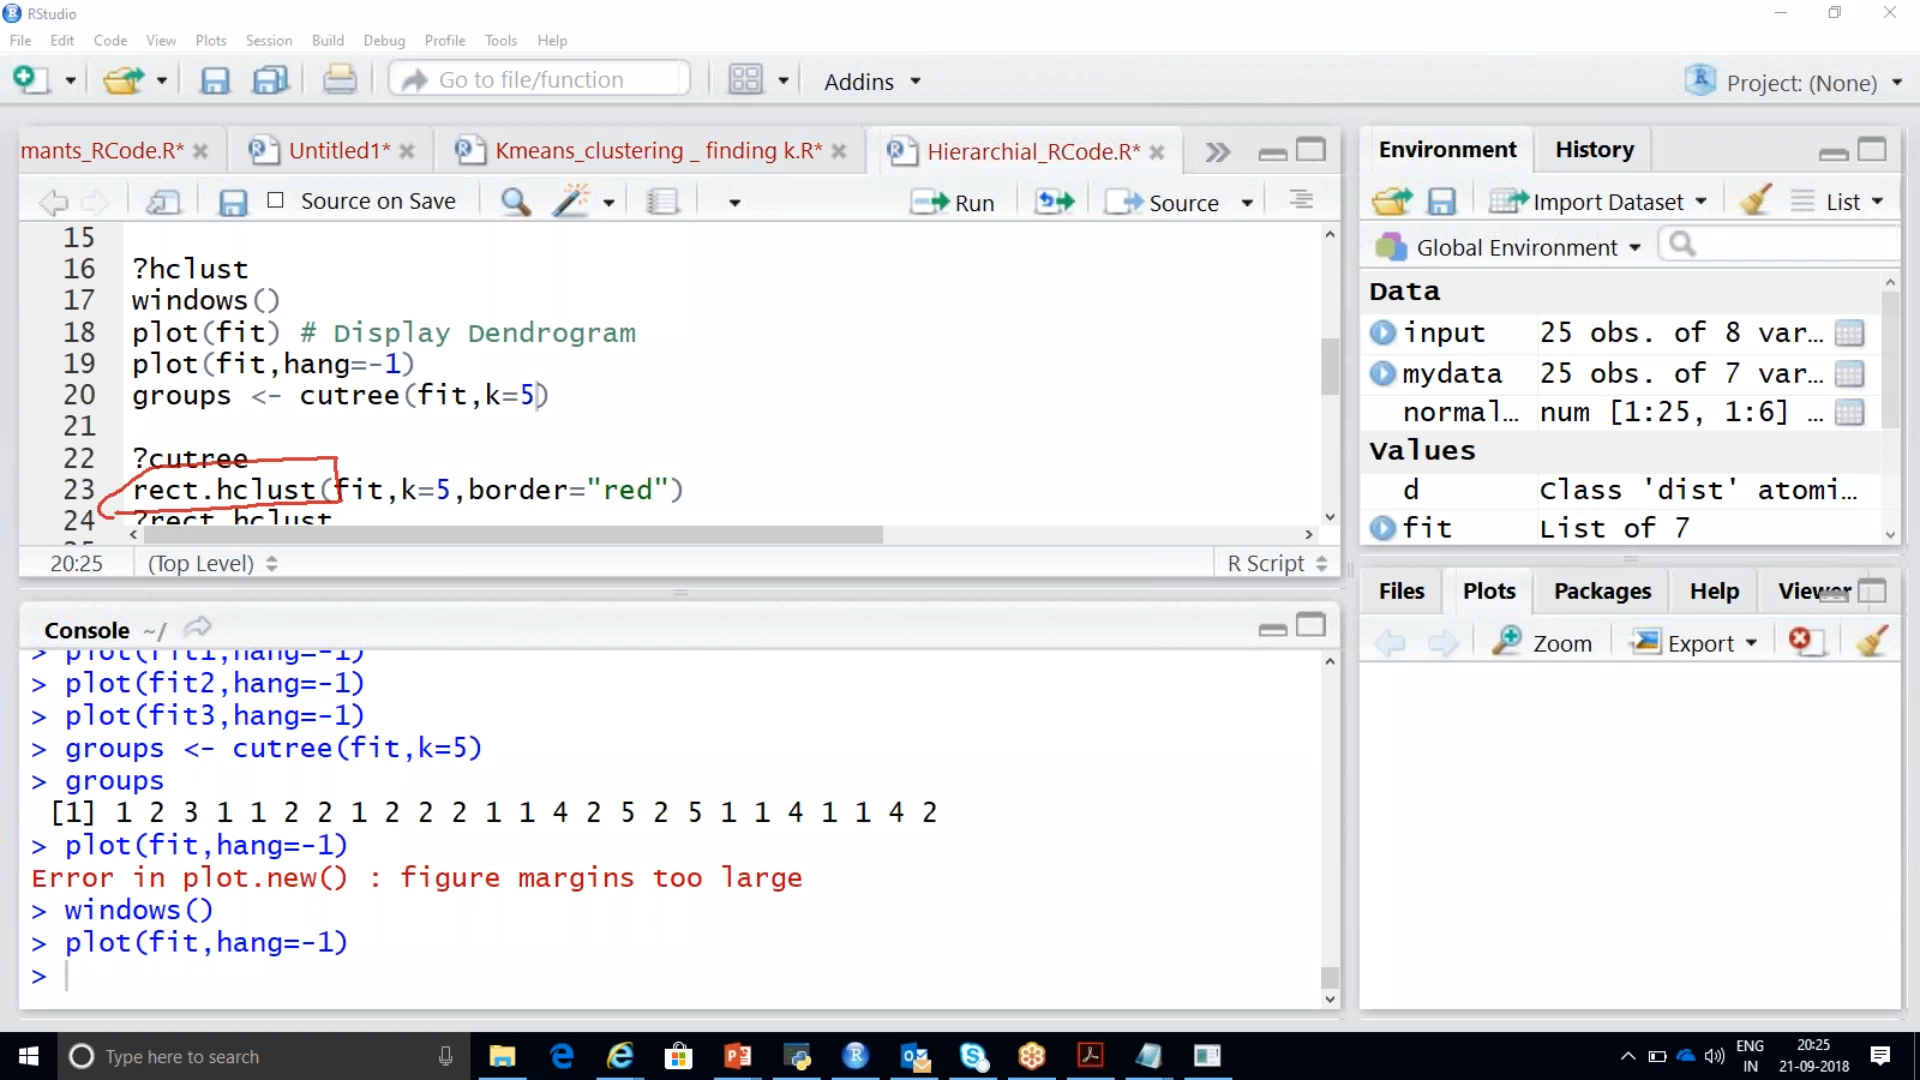 RStudio
File Edit Code View Plots Session Build Debug Profile Tools Help
Go to file/function Addins Project: (None)
mants_RCode.R* Untitled1* Kmeans_clustering _ finding k.R* Hierarchial_RCode.R*
Source on Save Run Source
15
16 ?hclust
17 windows()
18 plot(fit) # Display Dendrogram
19 plot(fit,hang=-1)
20 groups <- cutree(fit,k=5)
21
22 ?cutree
23 rect.hclust(fit,k=5,border="red")
24 ?rect.hclust
20:25 (Top Level) R Script
Console ~/
> plot(fit1,hang=-1)
> plot(fit2,hang=-1)
> plot(fit3,hang=-1)
> groups <- cutree(fit,k=5)
> groups
[1] 1 2 3 1 1 2 2 1 2 2 2 1 1 4 2 5 2 5 1 1 4 1 1 4 2
> plot(fit,hang=-1)
Error in plot.new() : figure margins too large
> windows()
> plot(fit,hang=-1)
>
Environment History
Import Dataset List
Global Environment
Data
input 25 obs. of 8 var...
mydata 25 obs. of 7 var...
normal... num [1:25, 1:6] ...
Values
d Class 'dist' atomi...
fit List of 7
Files Plots Packages Help Viewer
Zoom Export
Type here to search
ENG
IN
20:25
21-09-2018